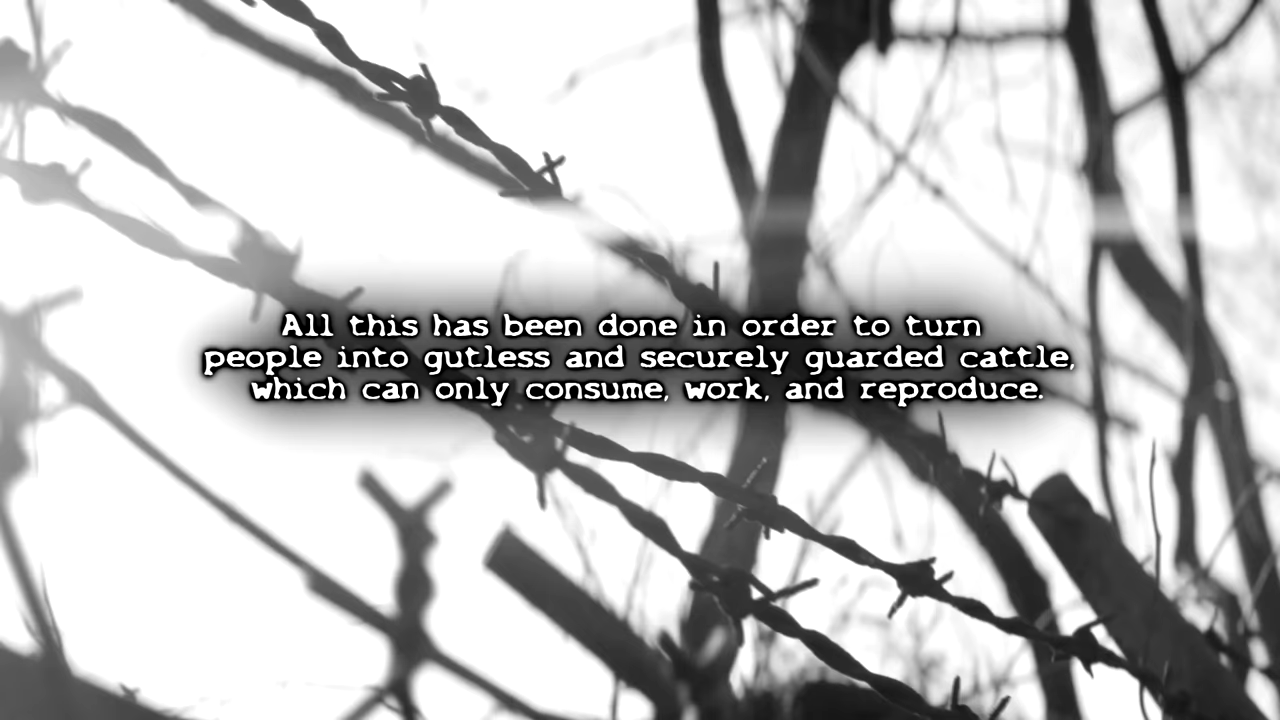 All this has been done in order to turn
people into gutless and securely guarded cattle,
which can only consume, work, and reproduce.